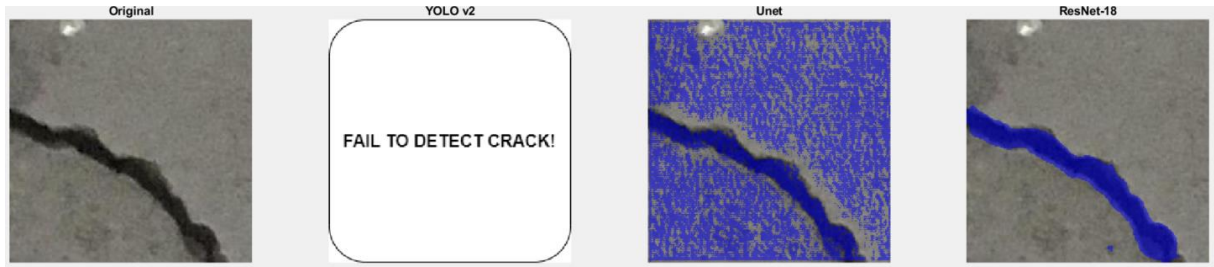 Original
YOLO v2
Unet
ResNet-18
FAIL TO DETECT CRACK!